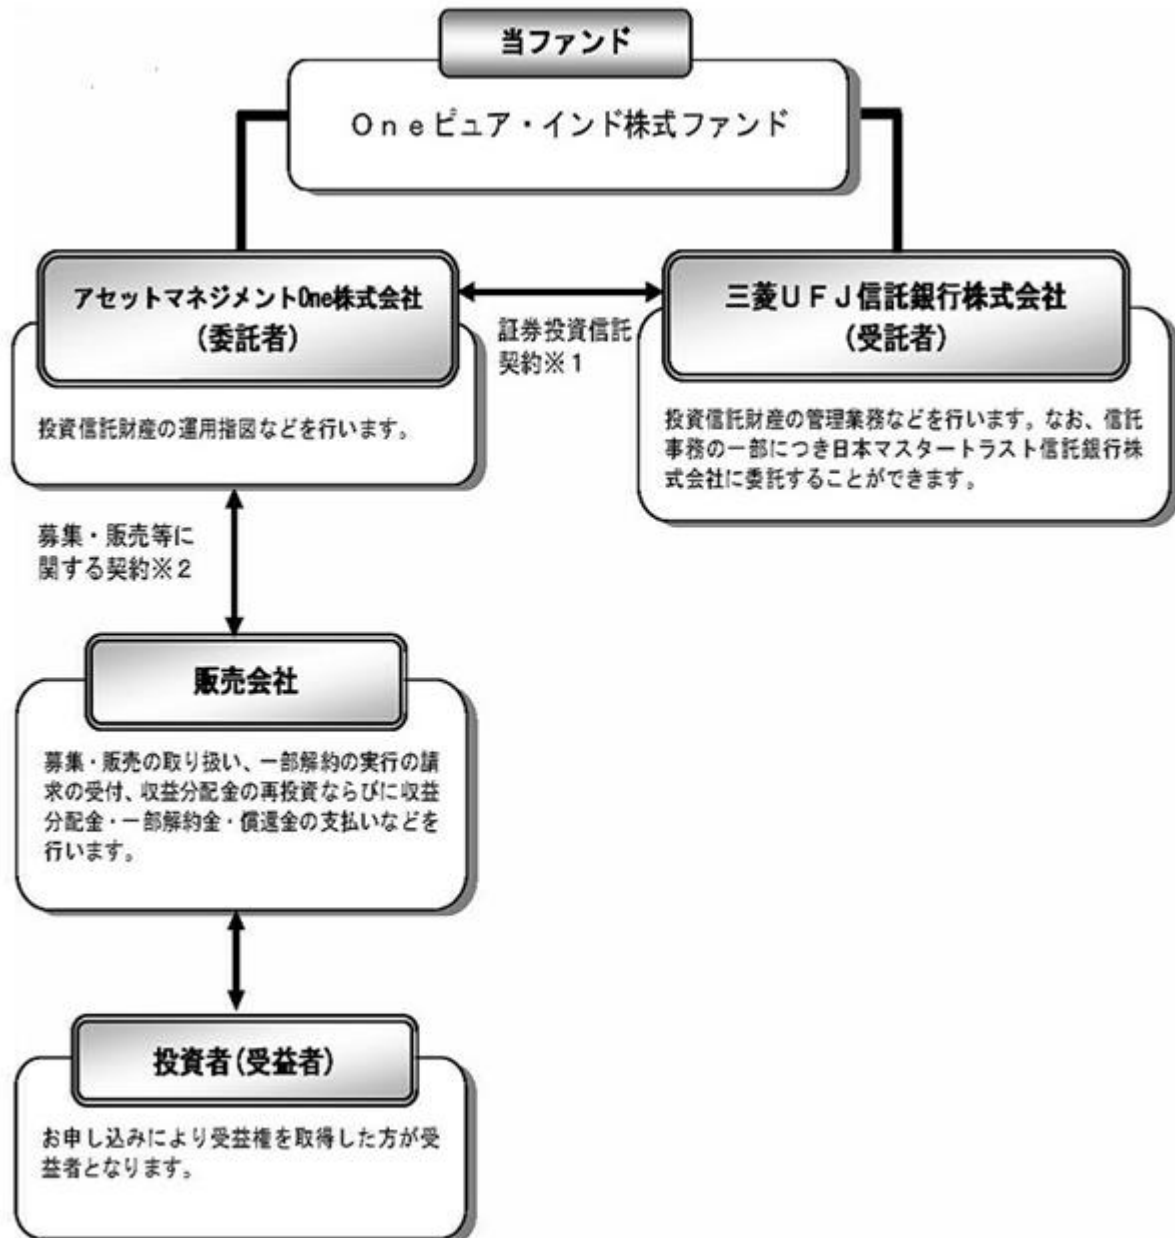 当ファンド
Ｏｎｅピュア・インド株式ファンド
アセットマネジメントOne株式会社
(委託者)
証券投資信託
契約※１
三菱ＵＦＪ信託銀行株式会社
(受託者)
投資信託財産の運用指図などを行います。
投資信託財産の管理業務などを行います。なお、信託
事務の一部につき日本マスタートラスト信託銀行株
式会社に委託することができます。
募集・販売等に
関する契約※２
販売会社
募集・販売の取り扱い、一部解約の実行の請
求の受付、収益分配金の再投資ならびに収益
分配金・一部解約金・償還金の支払いなどを
行います。
投資者(受益者)
お申し込みにより受益権を取得した方が受
益者となります。